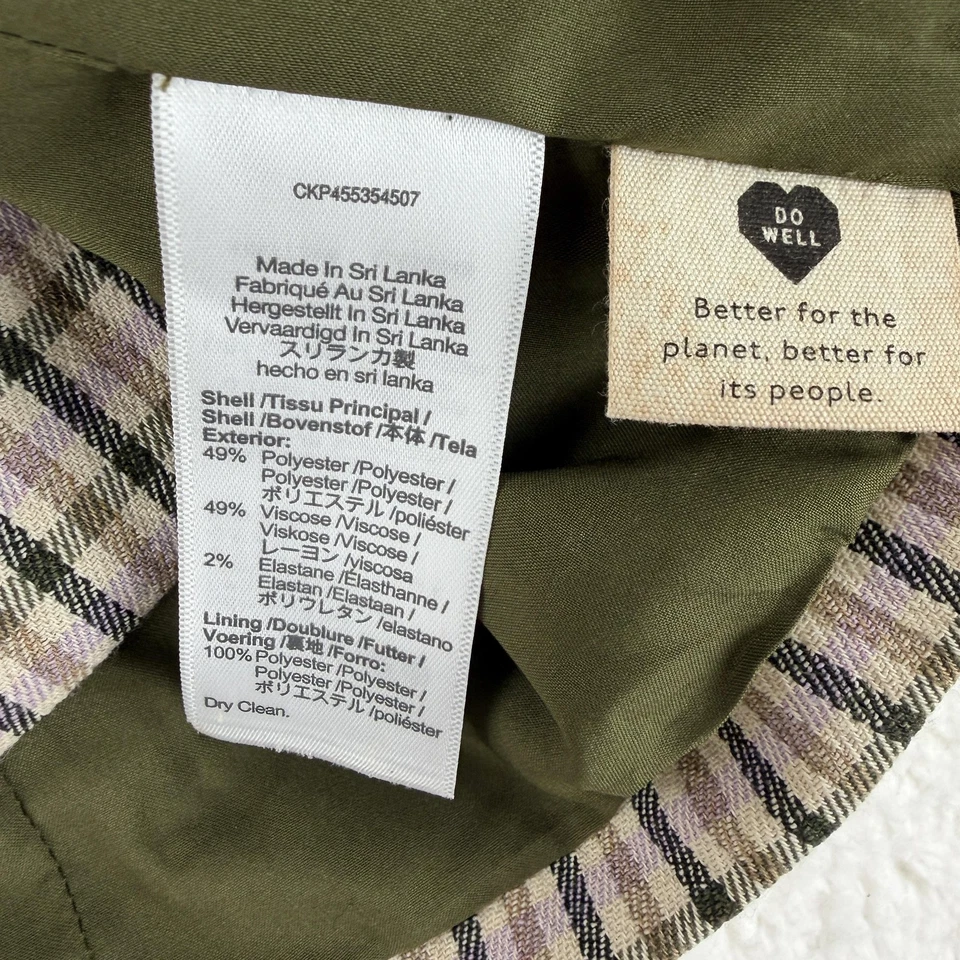 CKP455354507
Made In Sri Lanka
Fabriqué Au Sri Lanka
Hergestellt In Sri Lanka
Vervaardigd In Sri Lanka
スリランカ製
hecho en sri lanka
Shell /Tissu Principal /
Shell /Bovenstof /本体 /Tela
Exterior:
49% Polyester /Polyester /
Polyester /Polyester /
ポリエステル /poliéster
49% Viscose /Viscose /
Viskose /Viscose /
レーヨン /viscosa
2% Elastane /Élasthanne /
Elastan /Elastaan /
ポリウレタン /elastano
Lining /Doublure /Futter /
Voering /裏地 /Forro:
100% Polyester /Polyester /
Polyester /Polyester /
ポリエステル /poliéster
Dry Clean.
DO
WELL
Better for the
planet, better for
its people.